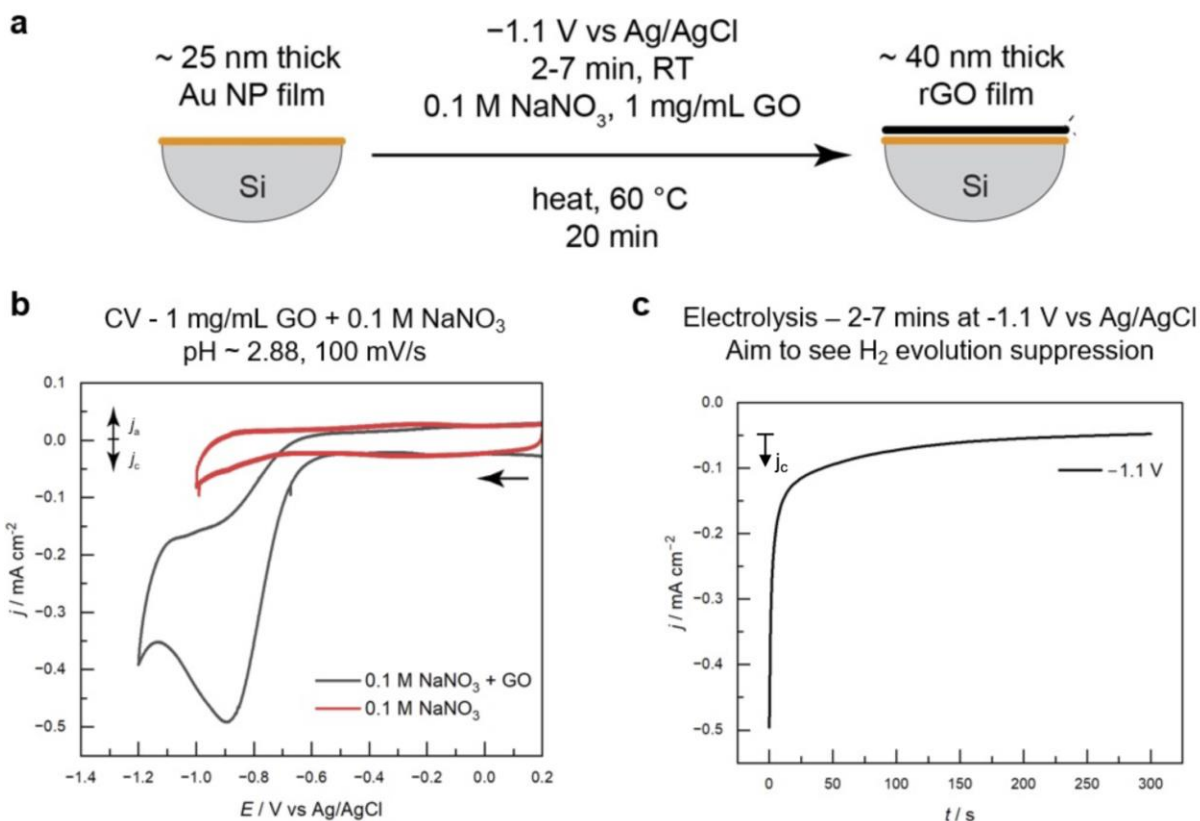 a
~ 25 nm thick
Au NP film
Si
−1.1 V vs Ag/AgCl
2-7 min, RT
0.1 M NaNO₃, 1 mg/mL GO
heat, 60 °C
20 min
~ 40 nm thick
rGO film
Si
b
CV - 1 mg/mL GO + 0.1 M NaNO₃
pH ~ 2.88, 100 mV/s
0.1
0.0
−0.1
−0.2
−0.3
−0.4
−0.5
j / mA cm⁻²
jₐ
j꜀
0.1 M NaNO₃ + GO
0.1 M NaNO₃
−1.4 −1.2 −1.0 −0.8 −0.6 −0.4 −0.2 0.0 0.2
E / V vs Ag/AgCl
c
Electrolysis – 2-7 mins at -1.1 V vs Ag/AgCl
Aim to see H₂ evolution suppression
0.0
−0.1
−0.2
−0.3
−0.4
−0.5
j / mA cm⁻²
j꜀
−1.1 V
0 50 100 150 200 250 300
t / s